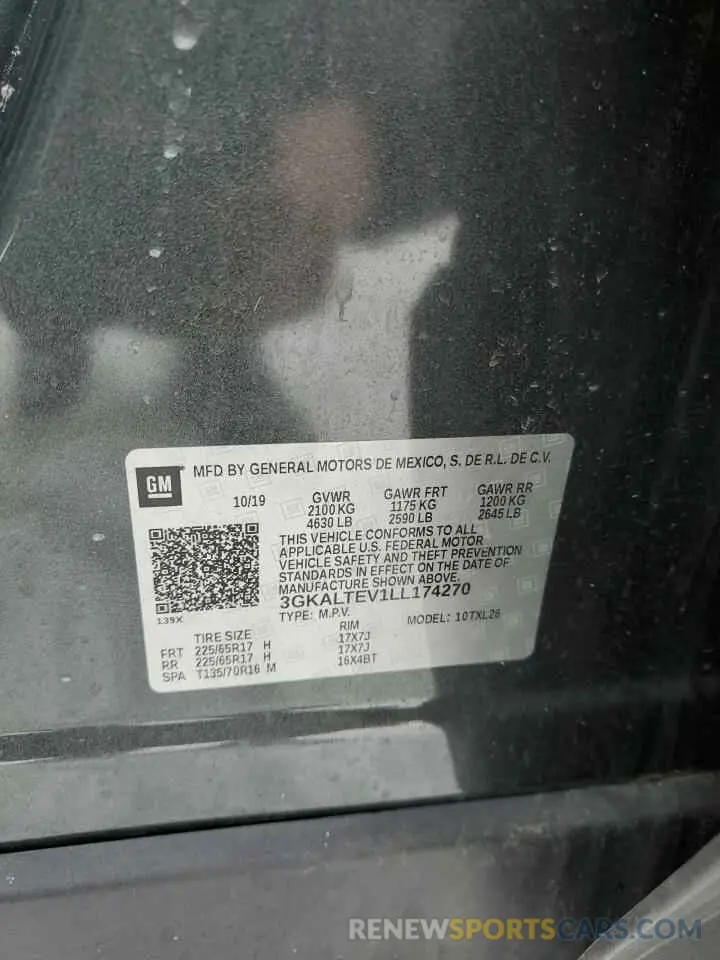 GM
MFD BY GENERAL MOTORS DE MEXICO, S. DE R.L. DE C.V.
10/19 GVWR GAWR FRT GAWR RR
2100 KG 1175 KG 1200 KG
4630 LB 2590 LB 2645 LB
THIS VEHICLE CONFORMS TO ALL
APPLICABLE U.S. FEDERAL MOTOR
VEHICLE SAFETY AND THEFT PREVENTION
STANDARDS IN EFFECT ON THE DATE OF
MANUFACTURE SHOWN ABOVE.
3GKALTEV1LL174270
139X
TYPE: M.P.V. MODEL: 10TXL26
TIRE SIZE RIM
FRT 225/65R17 H 17X7J
RR 225/65R17 H 17X7J
SPA T135/70R16 M 16X4BT
RENEWSPORTSCARS.COM